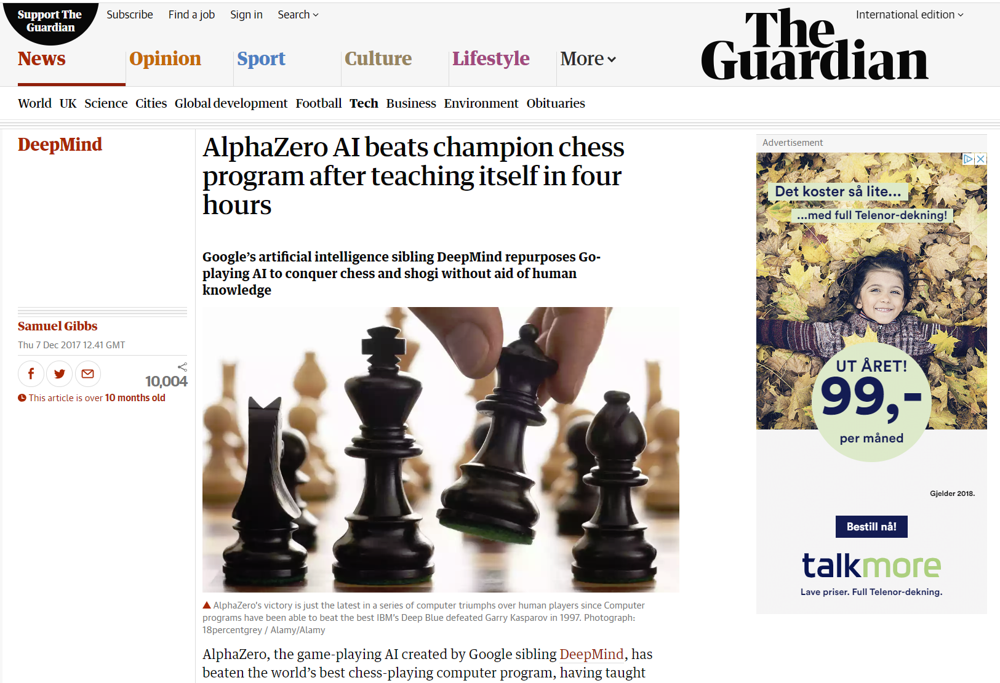 Support The
Guardian
Subscribe Find a job Sign in Search
International edition
The
Guardian
News Opinion Sport Culture Lifestyle More
World UK Science Cities Global development Football Tech Business Environment Obituaries
DeepMind
AlphaZero AI beats champion chess
program after teaching itself in four
hours
Google’s artificial intelligence sibling DeepMind repurposes Go-
playing AI to conquer chess and shogi without aid of human
knowledge
Samuel Gibbs
Thu 7 Dec 2017 12.41 GMT
10,004
This article is over 10 months old
AlphaZero’s victory is just the latest in a series of computer triumphs over human players since Computer
programs have been able to beat the best IBM’s Deep Blue defeated Garry Kasparov in 1997. Photograph:
18percentgrey / Alamy/Alamy
AlphaZero, the game-playing AI created by Google sibling DeepMind, has
beaten the world’s best chess-playing computer program, having taught
Advertisement
Det koster så lite...
...med full Telenor-dekning!
UT ÅRET!
99,-
per måned
Gjelder 2018.
Bestill nå!
talkmore
Lave priser. Full Telenor-dekning.